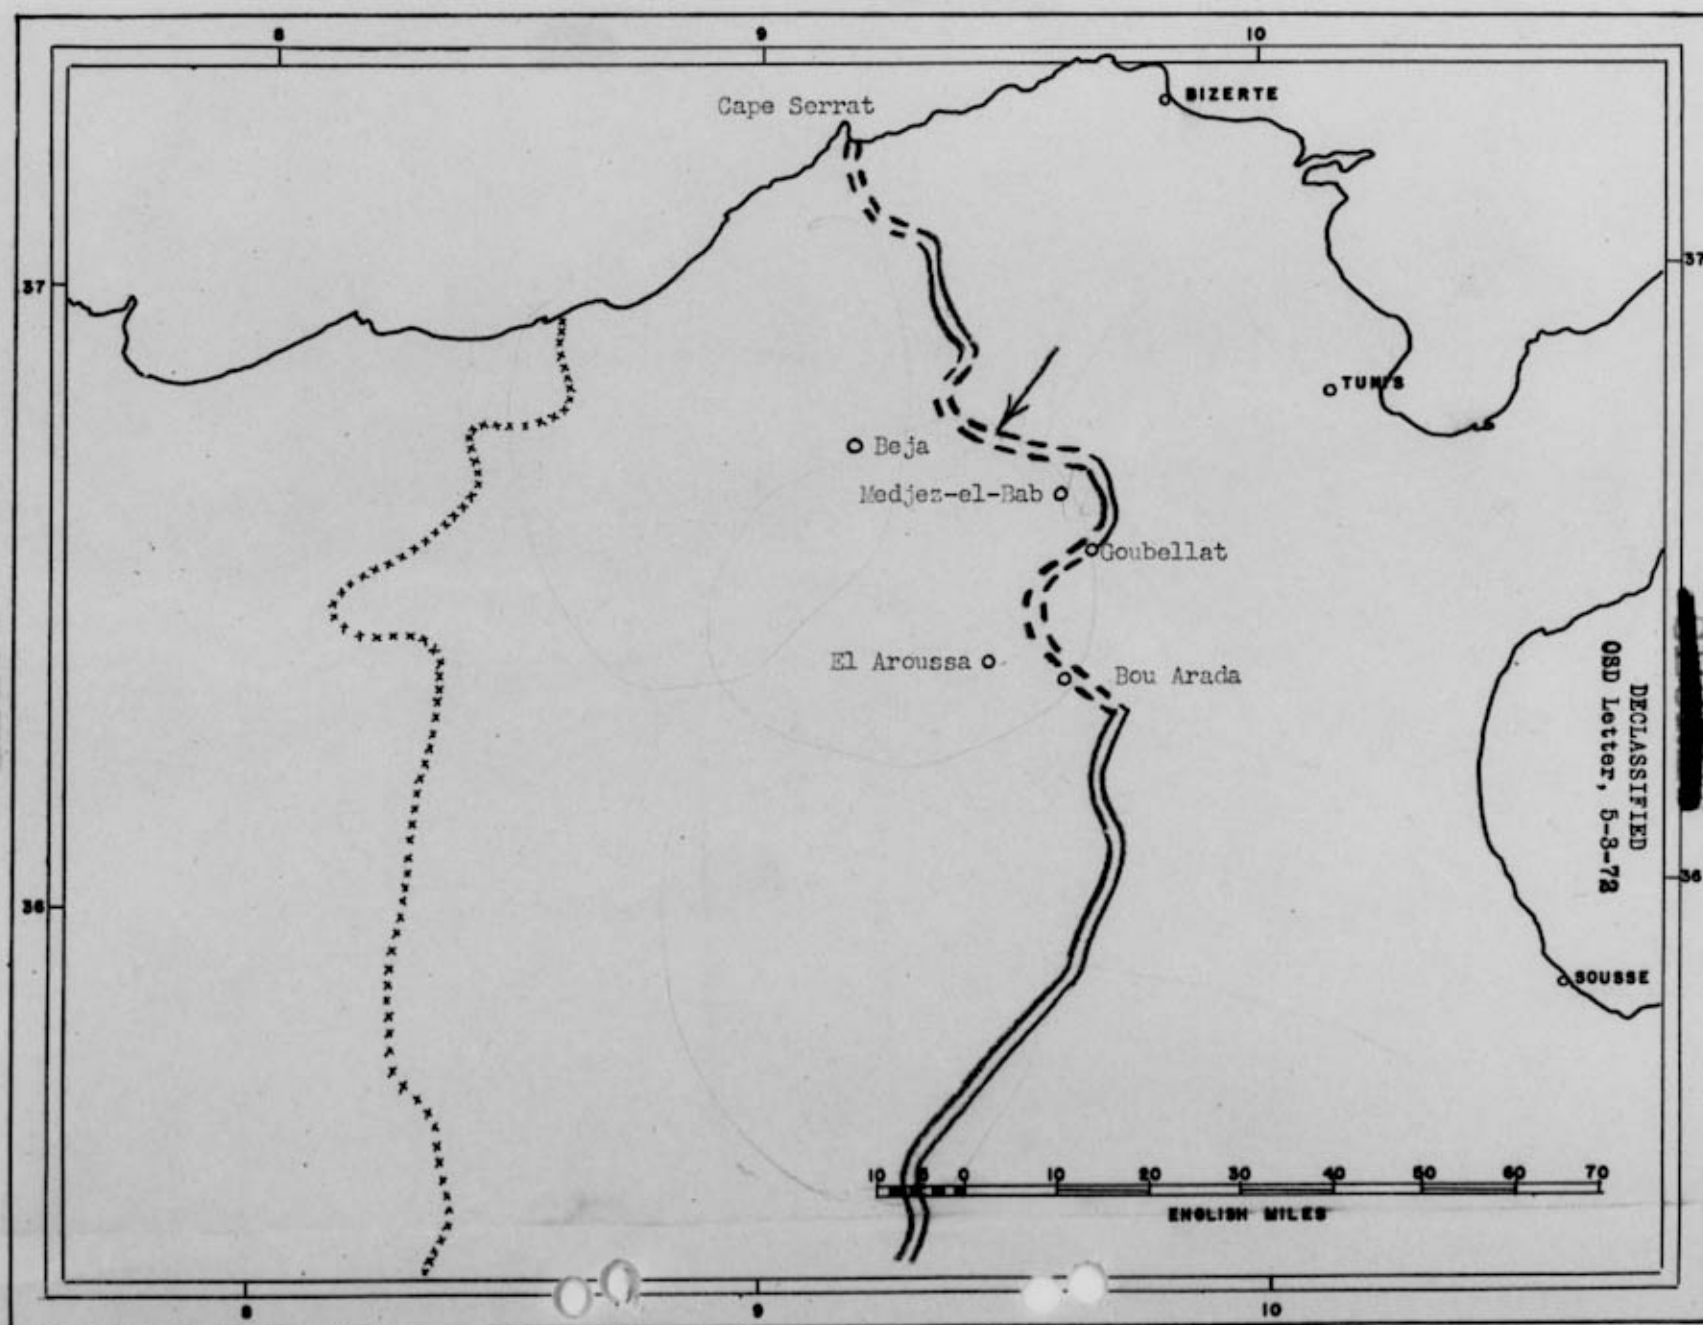 8 9 10
Cape Serrat
BIZERTE
37 37
TUNIS
Beja
Medjez-el-Bab
Goubellat
El Aroussa
Bou Arada
DECLASSIFIED
OSD Letter, 5-3-72
36 36
SOUSSE
10 5 0 10 20 30 40 50 60 70
ENGLISH MILES
8 9 10